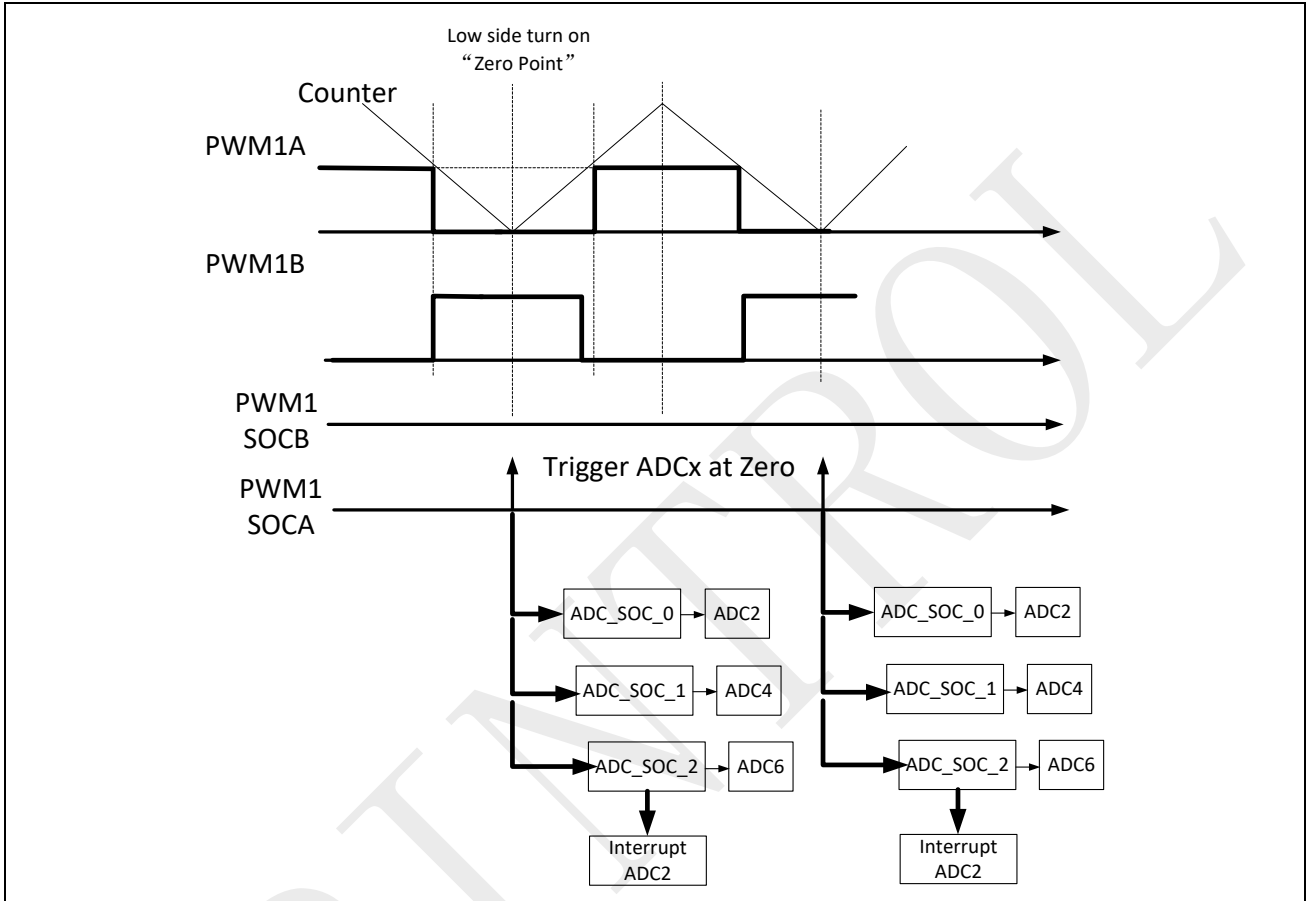 Low side turn on
“Zero Point”
Counter
PWM1A
PWM1B
PWM1
SOCB
Trigger ADCx at Zero
PWM1
SOCA
ADC_SOC_0
ADC2
ADC_SOC_0
ADC2
ADC_SOC_1
ADC4
ADC_SOC_1
ADC4
ADC_SOC_2
ADC6
ADC_SOC_2
ADC6
Interrupt
ADC2
Interrupt
ADC2